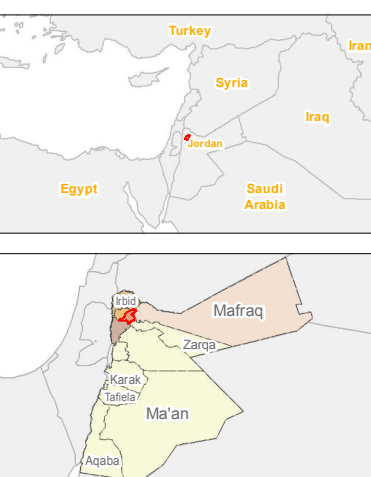 Turkey
Iran
Syria
Iraq
Jordan
Egypt
Saudi
Arabia
Irbid
Mafraq
Zarqa
Karak
Tafiela
Ma'an
Aqaba